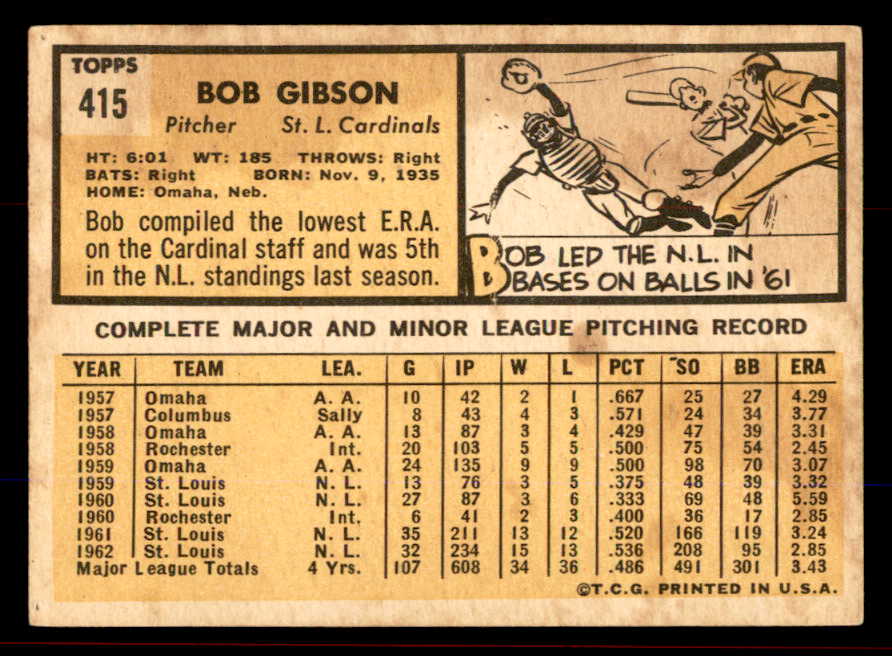 TOPPS
415
BOB GIBSON
Pitcher St. L. Cardinals
HT: 6:01 WT: 185 THROWS: Right
BATS: Right BORN: Nov. 9, 1935
HOME: Omaha, Neb.
Bob compiled the lowest E.R.A.
on the Cardinal staff and was 5th
in the N.L. standings last season.
BOB LED THE N.L. IN
BASES ON BALLS IN '61
COMPLETE MAJOR AND MINOR LEAGUE PITCHING RECORD
YEAR TEAM LEA. G IP W L PCT SO BB ERA
1957 Omaha A. A. 10 42 2 1 .667 25 27 4.29
1957 Columbus Sally 8 43 4 3 .571 24 34 3.77
1958 Omaha A. A. 13 87 3 4 .429 47 39 3.31
1958 Rochester Int. 20 103 5 5 .500 75 54 2.45
1959 Omaha A. A. 24 135 9 9 .500 98 70 3.07
1959 St. Louis N. L. 13 76 3 5 .375 48 39 3.32
1960 St. Louis N. L. 27 87 3 6 .333 69 48 5.59
1960 Rochester Int. 6 41 2 3 .400 36 17 2.85
1961 St. Louis N. L. 35 211 13 12 .520 166 119 3.24
1962 St. Louis N. L. 32 234 15 13 .536 208 95 2.85
Major League Totals 4 Yrs. 107 608 34 36 .486 491 301 3.43
©T.C.G. PRINTED IN U.S.A.